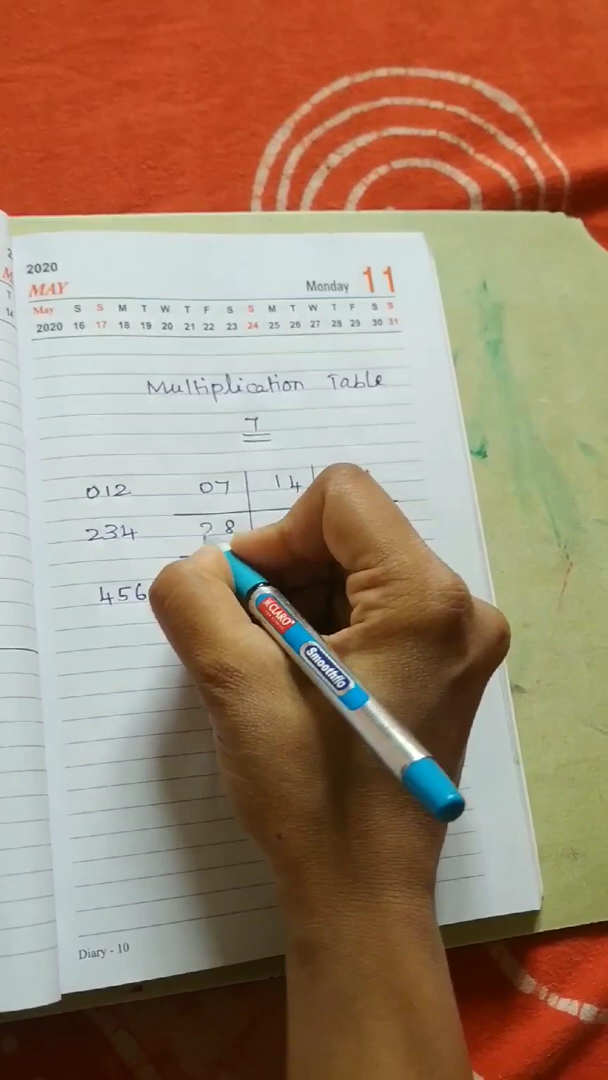 2020
MAY
Monday 11
May S S M T W T F S S M T W T F S S
2020 16 17 18 19 20 21 22 23 24 25 26 27 28 29 30 31
Multiplication Table
7
012 07 14
234 28
456
CLARO
Smoothflo
Diary - 10